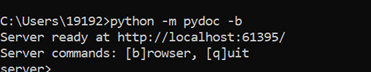 C:\Users\19192>python -m pydoc -b
Server ready at http://localhost:61395/
Server commands: [b]rowser, [q]uit
server>